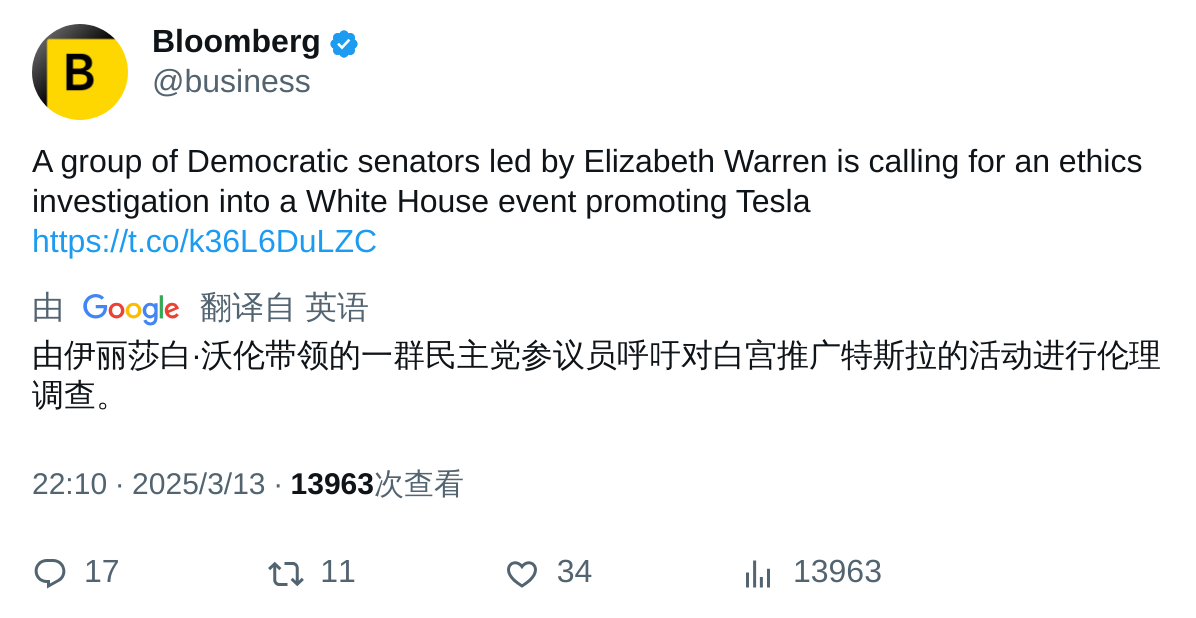 B
Bloomberg
@business
A group of Democratic senators led by Elizabeth Warren is calling for an ethics
investigation into a White House event promoting Tesla
https://t.co/k36L6DuLZC
由 Google 翻译自 英语
由伊丽莎白·沃伦带领的一群民主党参议员呼吁对白宫推广特斯拉的活动进行伦理
调查。
22:10 · 2025/3/13 · 13963次查看
17 11 34 13963